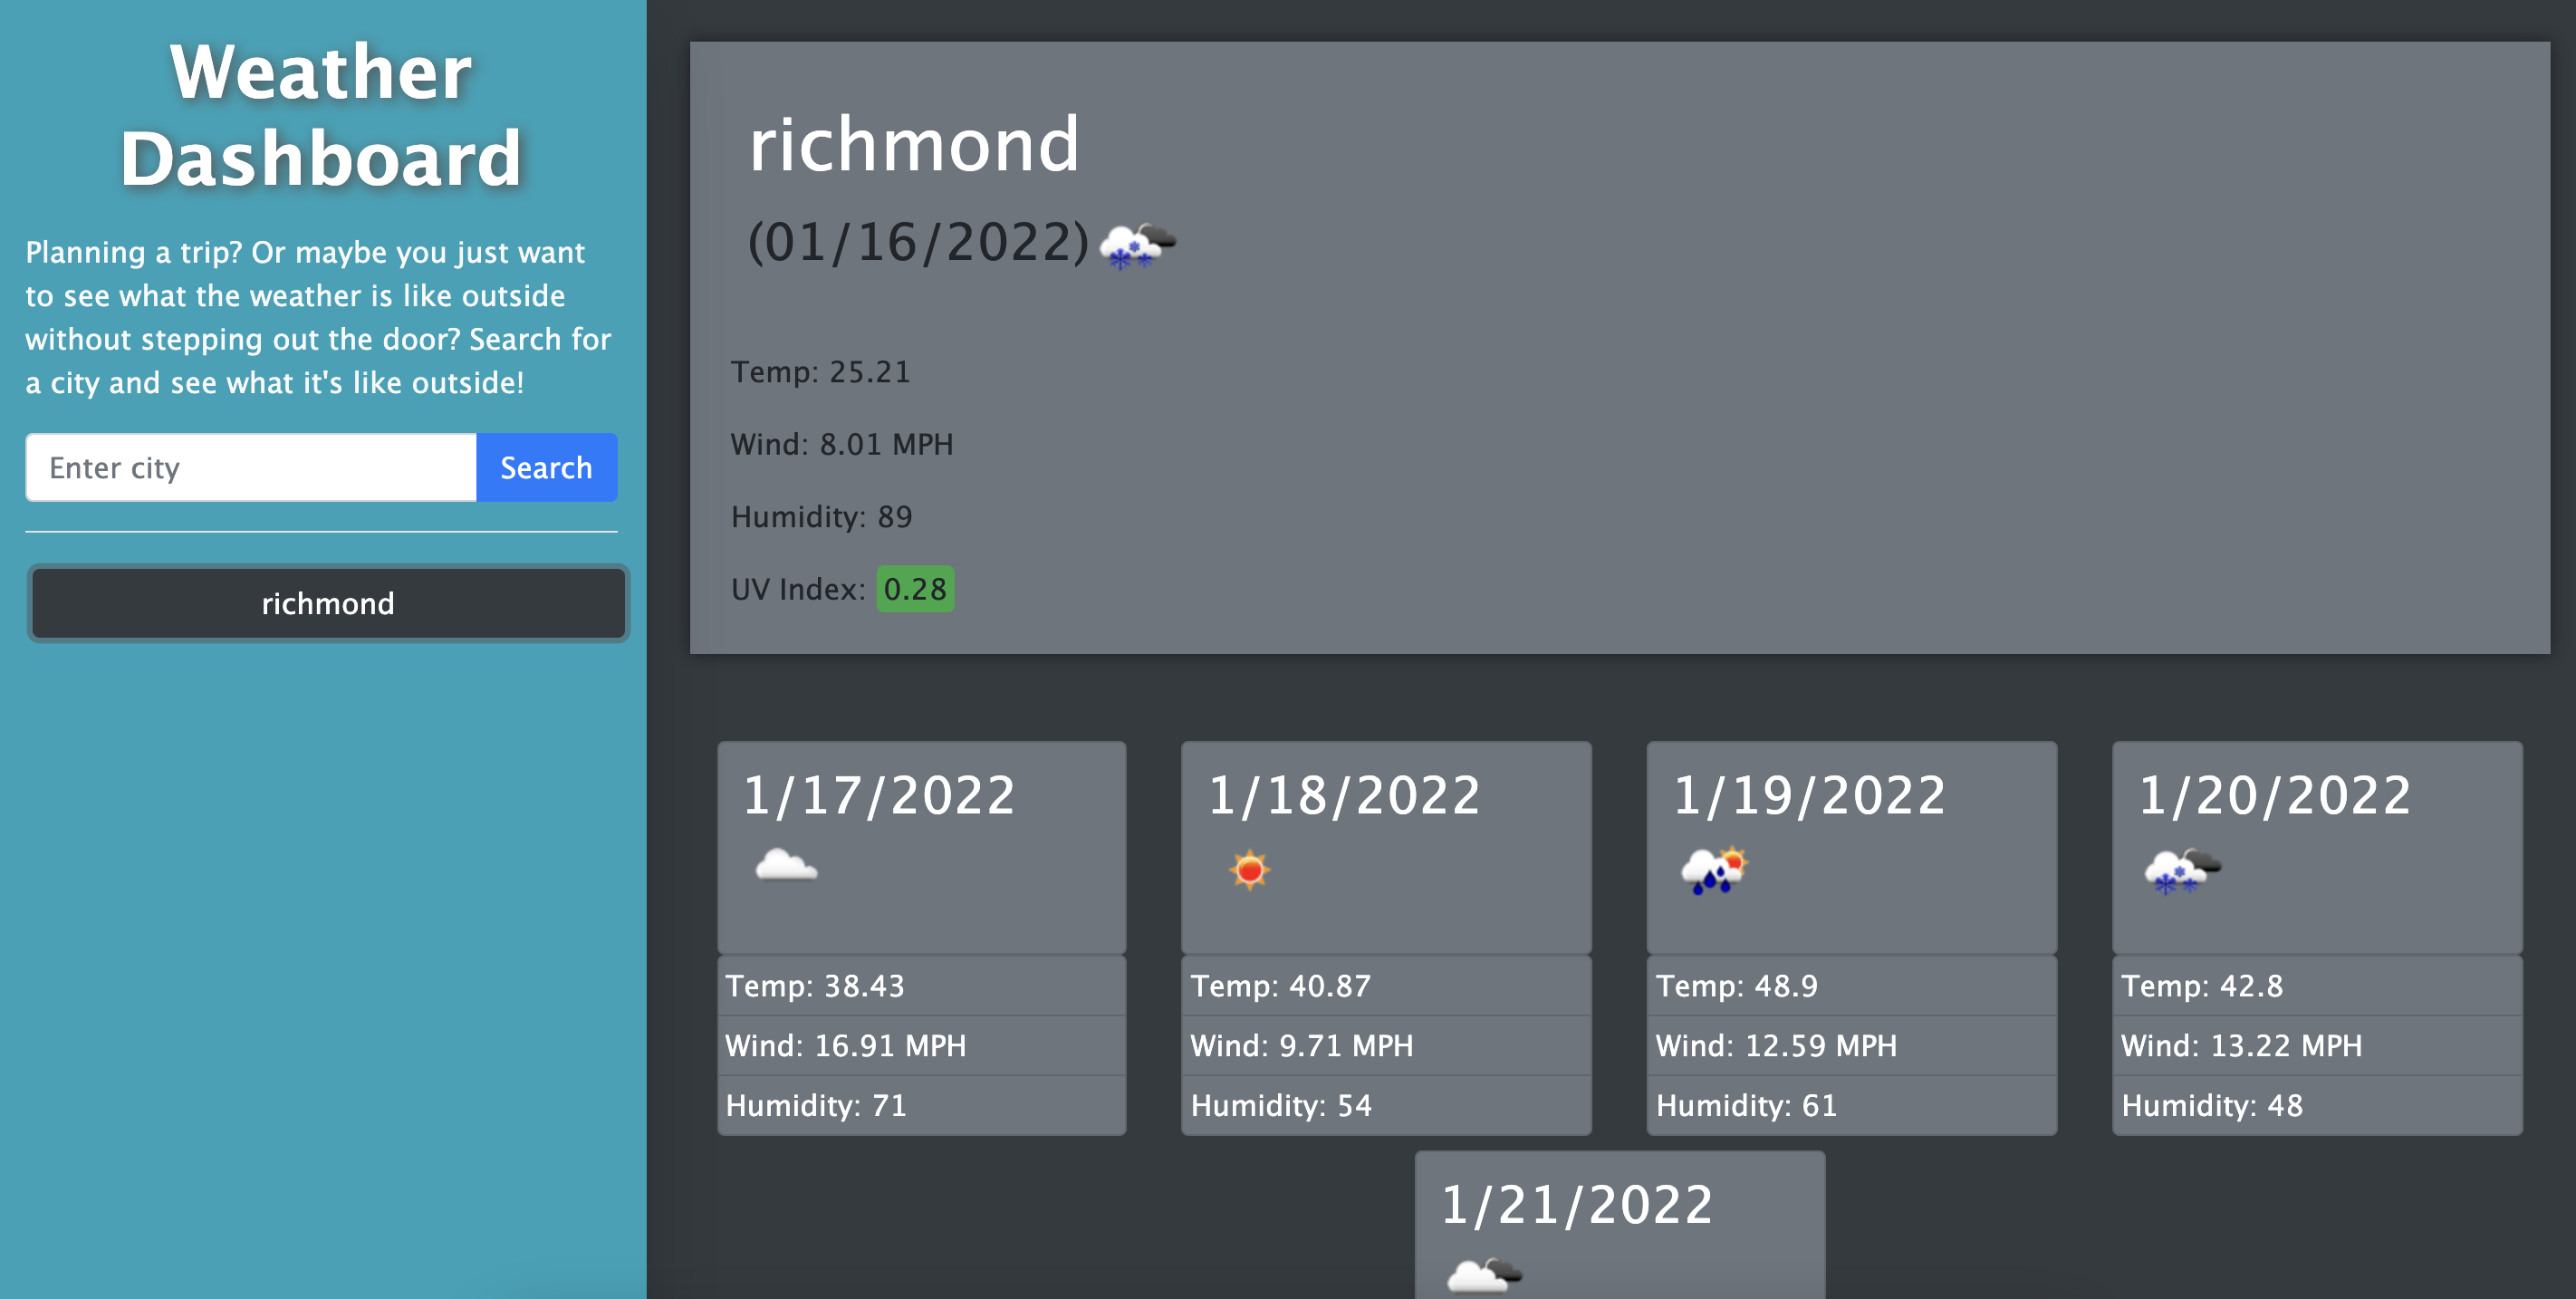 Weather
Dashboard
Planning a trip? Or maybe you just want
to see what the weather is like outside
without stepping out the door? Search for
a city and see what it's like outside!
Enter city
Search
richmond
richmond
(01/16/2022)
Temp: 25.21
Wind: 8.01 MPH
Humidity: 89
UV Index: 0.28
1/17/2022
Temp: 38.43
Wind: 16.91 MPH
Humidity: 71
1/18/2022
Temp: 40.87
Wind: 9.71 MPH
Humidity: 54
1/19/2022
Temp: 48.9
Wind: 12.59 MPH
Humidity: 61
1/20/2022
Temp: 42.8
Wind: 13.22 MPH
Humidity: 48
1/21/2022